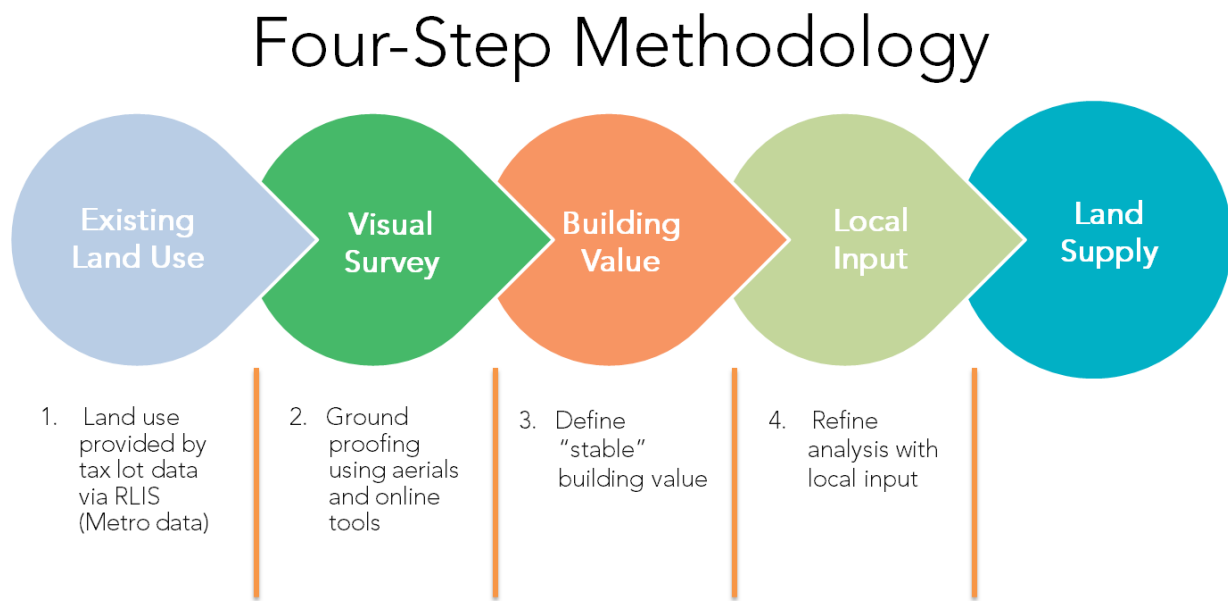 Four-Step Methodology
Existing
Land Use
Visual
Survey
Building
Value
Local
Input
Land
Supply
1. Land use
provided by
tax lot data
via RLIS
(Metro data)
2. Ground
proofing
using aerials
and online
tools
3. Define
“stable”
building value
4. Refine
analysis with
local input